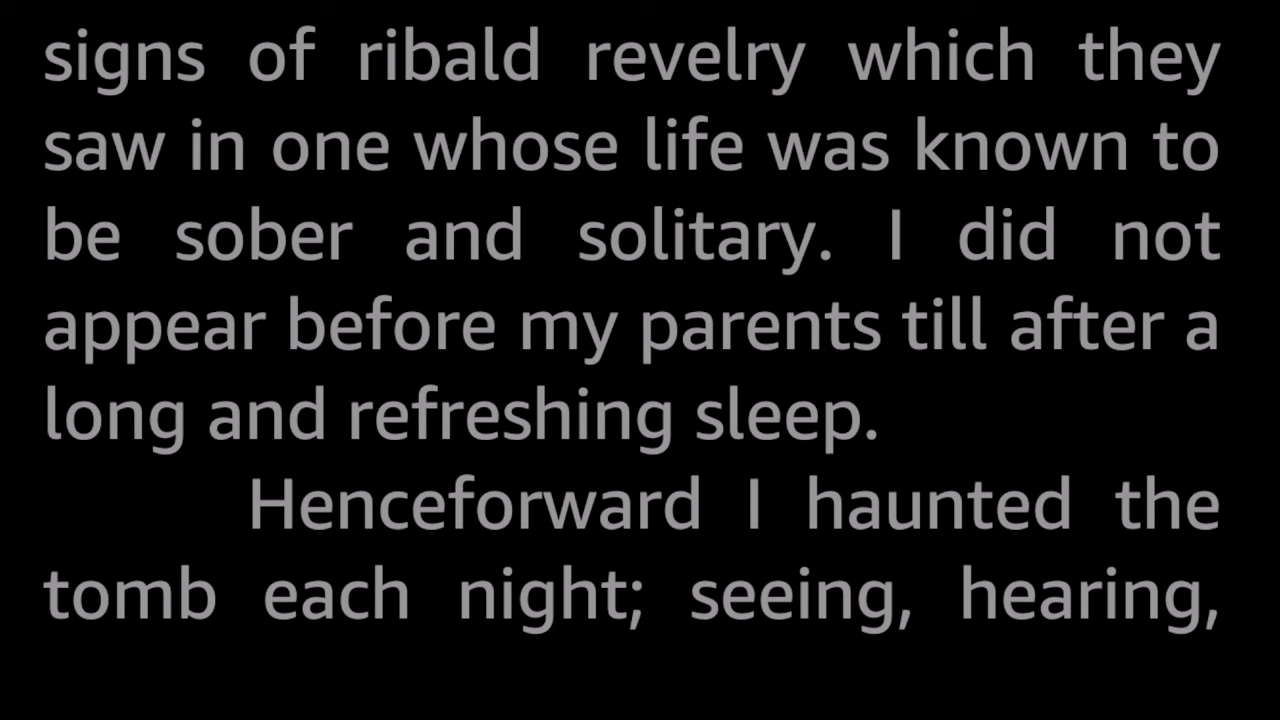 signs of ribald revelry which they
saw in one whose life was known to
be sober and solitary. I did not
appear before my parents till after a
long and refreshing sleep.
Henceforward I haunted the
tomb each night; seeing, hearing,